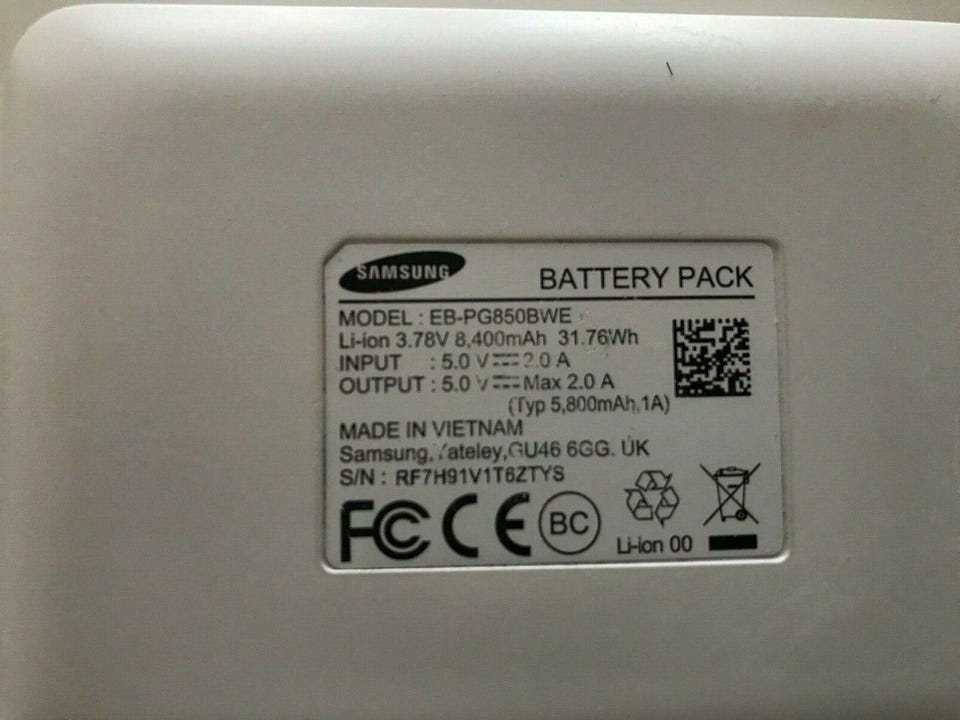 SAMSUNG
BATTERY PACK
MODEL : EB-PG850BWE
Li-ion 3.78V 8,400mAh 31.76Wh
INPUT : 5.0 V 2.0 A
OUTPUT : 5.0 V Max 2.0 A
(Typ 5,800mAh,1A)
MADE IN VIETNAM
Samsung, GU46 6GG. UK
S/N : RF7H91V1T6ZTYS
FC CE BC
Li-ion 00